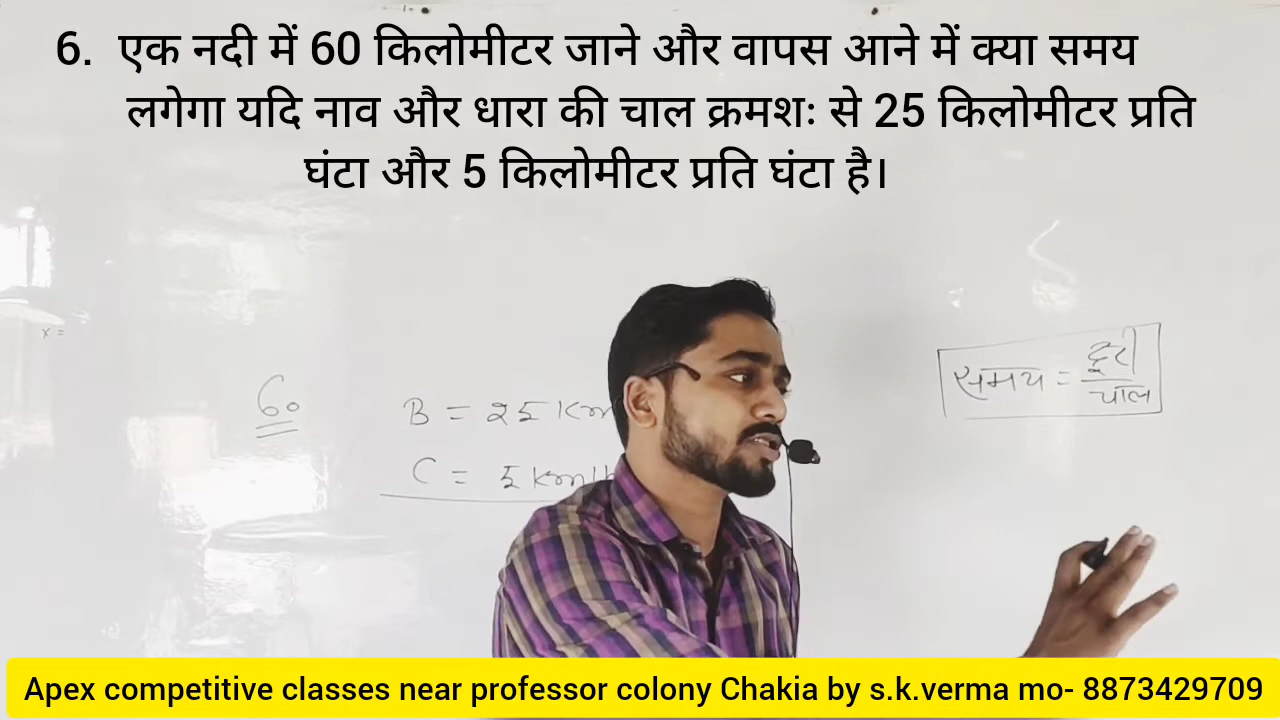 6. एक नदी में 60 किलोमीटर जाने और वापस आने में क्या समय
लगेगा यदि नाव और धारा की चाल क्रमशः से 25 किलोमीटर प्रति
घंटा और 5 किलोमीटर प्रति घंटा है।
x =
समय = दूरी
चाल
60
B = 25 Km
C = 5 Km/h
Apex competitive classes near professor colony Chakia by s.k.verma mo- 8873429709